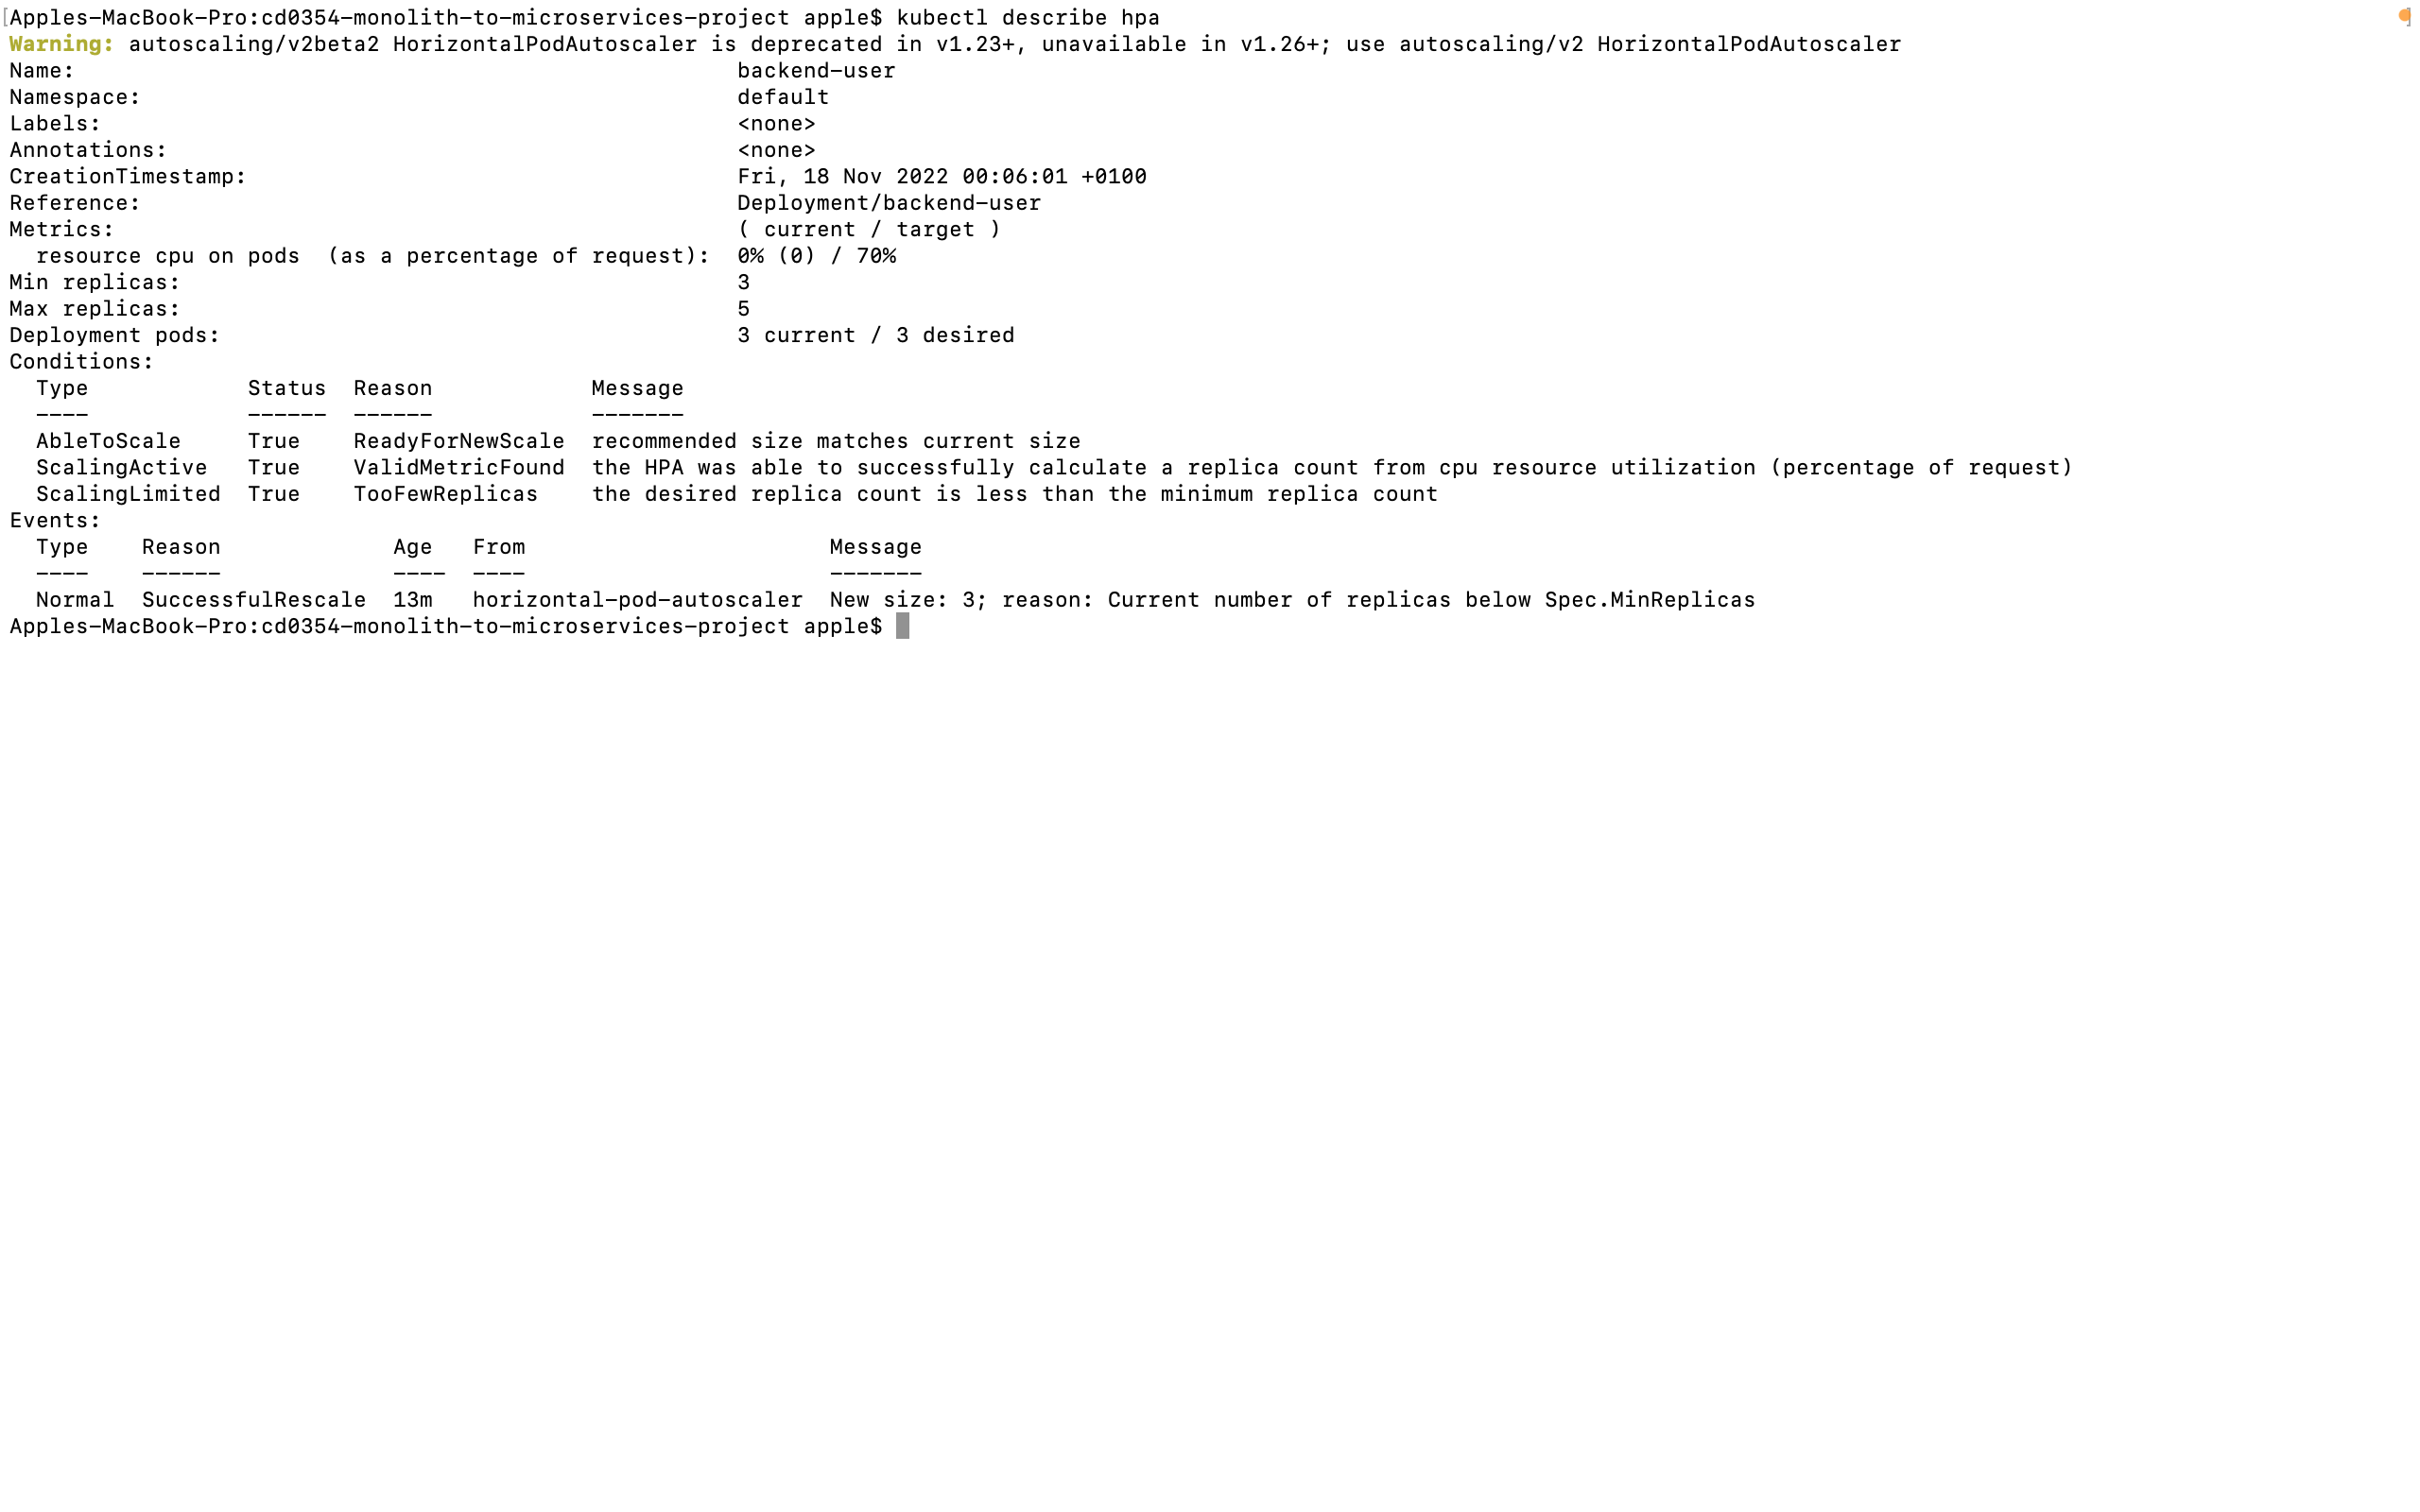 Apples-MacBook-Pro:cd0354-monolith-to-microservices-project apple$ kubectl describe hpa
Warning: autoscaling/v2beta2 HorizontalPodAutoscaler is deprecated in v1.23+, unavailable in v1.26+; use autoscaling/v2 HorizontalPodAutoscaler
Name:                                                  backend-user
Namespace:                                             default
Labels:                                                <none>
Annotations:                                           <none>
CreationTimestamp:                                     Fri, 18 Nov 2022 00:06:01 +0100
Reference:                                             Deployment/backend-user
Metrics:                                               ( current / target )
  resource cpu on pods  (as a percentage of request):  0% (0) / 70%
Min replicas:                                          3
Max replicas:                                          5
Deployment pods:                                       3 current / 3 desired
Conditions:
  Type            Status  Reason            Message
  ----            ------  ------            -------
  AbleToScale     True    ReadyForNewScale  recommended size matches current size
  ScalingActive   True    ValidMetricFound  the HPA was able to successfully calculate a replica count from cpu resource utilization (percentage of request)
  ScalingLimited  True    TooFewReplicas    the desired replica count is less than the minimum replica count
Events:
  Type    Reason             Age   From                       Message
  ----    ------             ----  ----                       -------
  Normal  SuccessfulRescale  13m   horizontal-pod-autoscaler  New size: 3; reason: Current number of replicas below Spec.MinReplicas
Apples-MacBook-Pro:cd0354-monolith-to-microservices-project apple$